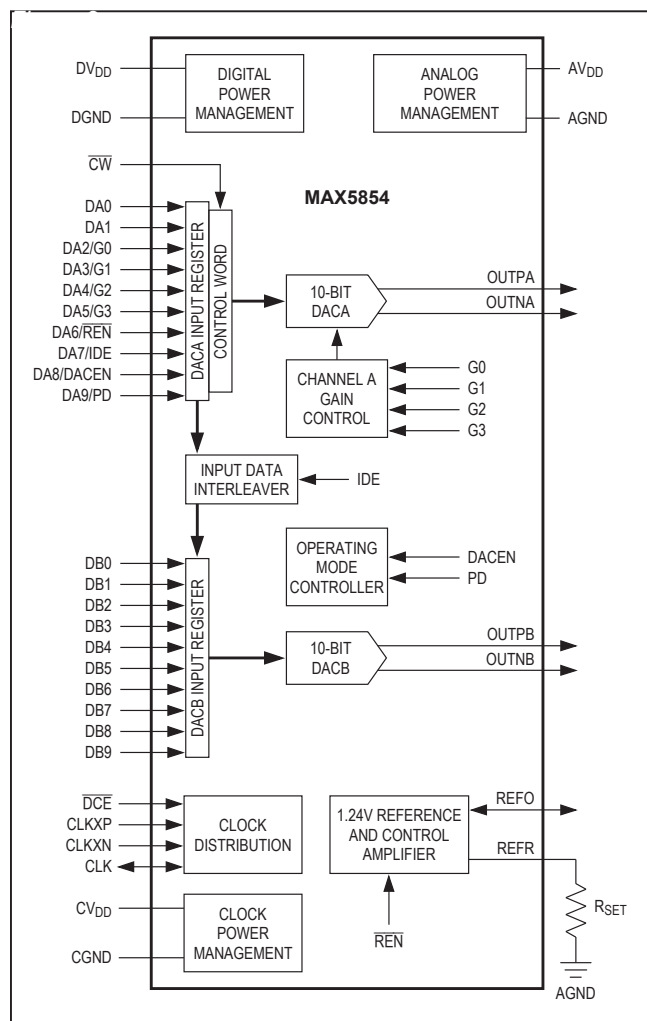 DVDD
DIGITAL
POWER
MANAGEMENT
DGND
ANALOG
POWER
MANAGEMENT
AVDD
AGND
CW
MAX5854
DA0
DA1
DA2/G0
DA3/G1
DA4/G2
DA5/G3
DA6/REN
DA7/IDE
DA8/DACEN
DA9/PD
DACA INPUT REGISTER
CONTROL WORD
10-BIT
DACA
OUTPA
OUTNA
CHANNEL A
GAIN
CONTROL
G0
G1
G2
G3
INPUT DATA
INTERLEAVER
IDE
OPERATING
MODE
CONTROLLER
DACEN
PD
DB0
DB1
DB2
DB3
DB4
DB5
DB6
DB7
DB8
DB9
DACB INPUT REGISTER
10-BIT
DACB
OUTPB
OUTNB
DCE
CLKXP
CLKXN
CLK
CLOCK
DISTRIBUTION
1.24V REFERENCE
AND CONTROL
AMPLIFIER
REFO
REFR
REN
RSET
AGND
CVDD
CGND
CLOCK
POWER
MANAGEMENT